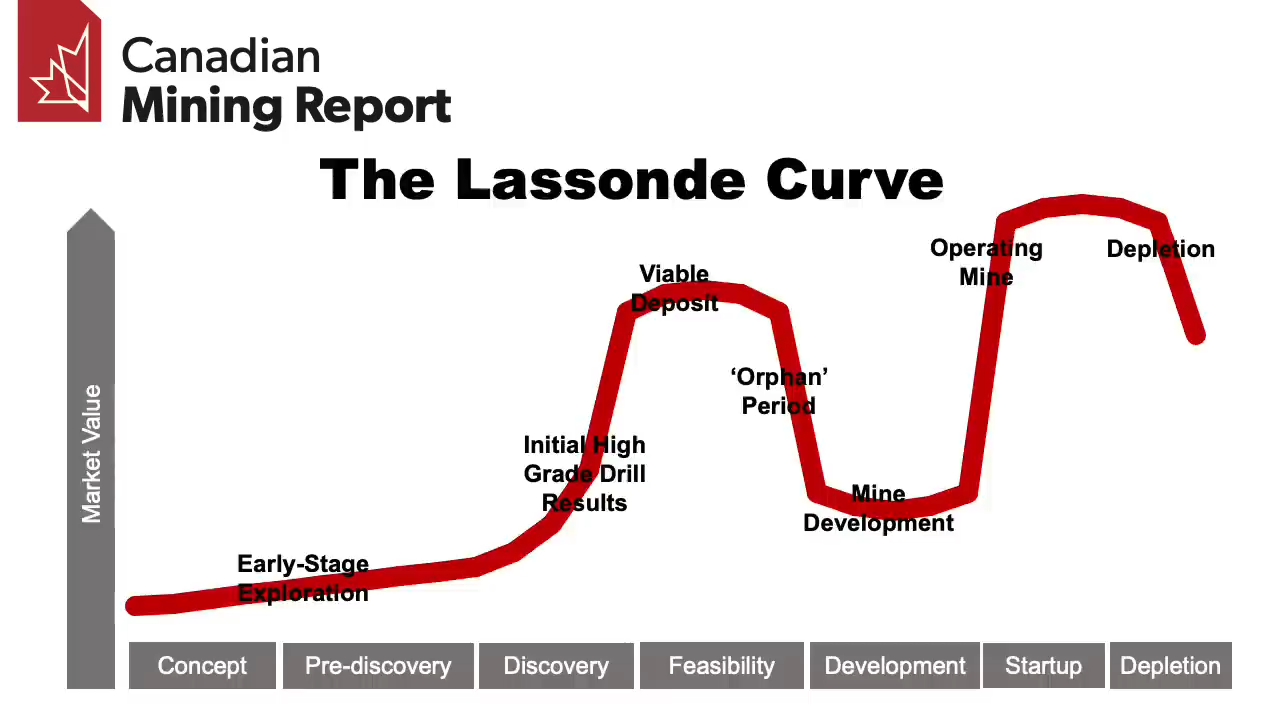 Canadian
Mining Report
The Lassonde Curve
Market Value
Early-Stage
Exploration
Initial High
Grade Drill
Results
Viable
Deposit
‘Orphan’
Period
Mine
Development
Operating
Mine
Depletion
Concept
Pre-discovery
Discovery
Feasibility
Development
Startup
Depletion